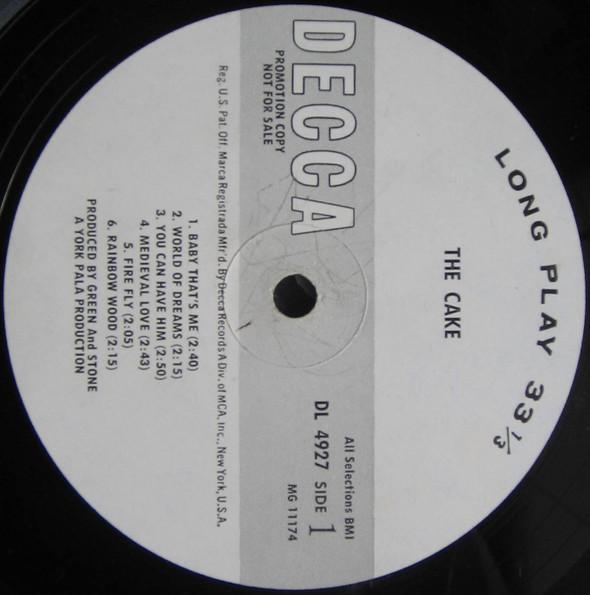 LONG PLAY 33⅓
THE CAKE
DECCA
PROMOTION COPY
NOT FOR SALE
All Selections BMI
DL 4927 SIDE 1
MG 11174
Reg. U.S. Pat. Off. Marca Registrada Mfr'd. By Decca Records A Div. of MCA, Inc., New York, U.S.A.
1. BABY THAT'S ME (2:40)
2. WORLD OF DREAMS (2:15)
3. YOU CAN HAVE HIM (2:50)
4. MEDIEVAL LOVE (2:43)
5. FIRE FLY (2:05)
6. RAINBOW WOOD (2:15)
PRODUCED BY GREEN And STONE
A YORK PALA PRODUCTION